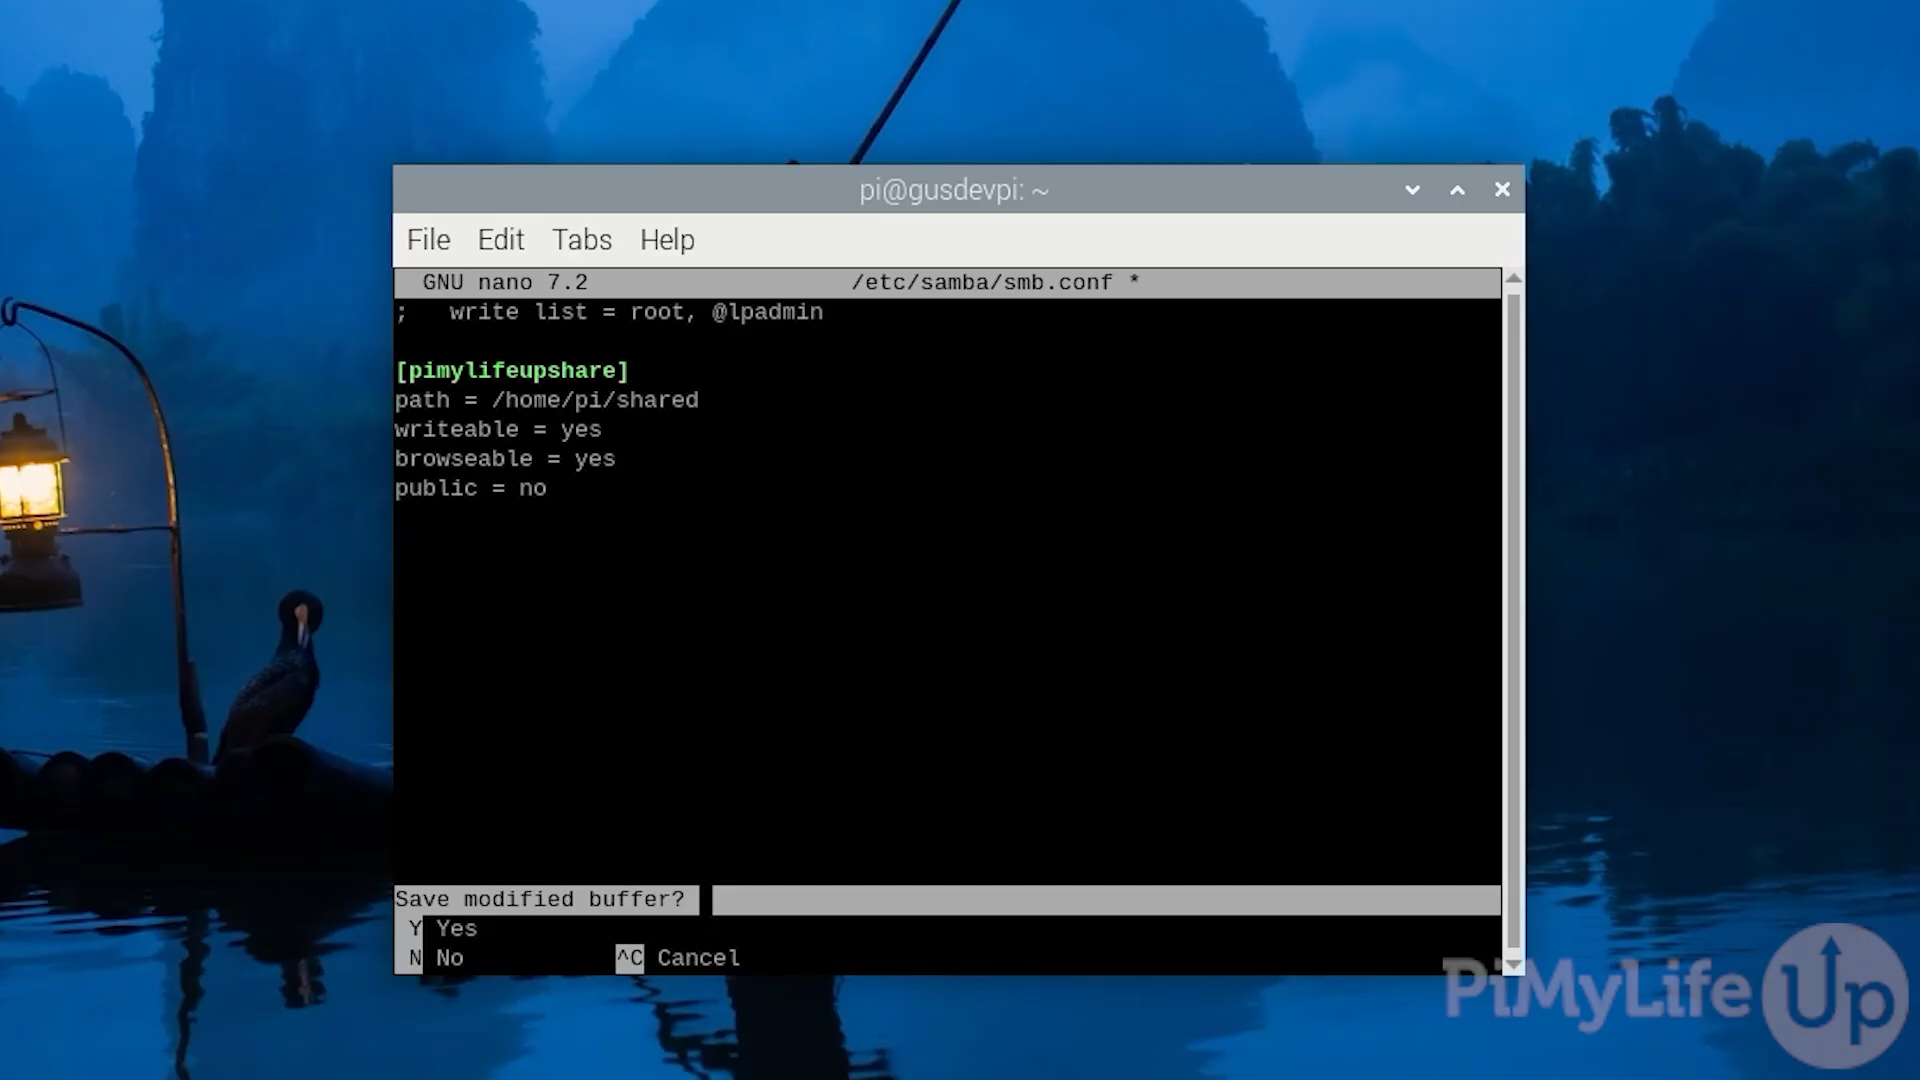 pi@gusdevpi: ~
File Edit Tabs Help
GNU nano 7.2 /etc/samba/smb.conf *
;   write list = root, @lpadmin
[pimylifeupshare]
path = /home/pi/shared
writeable = yes
browseable = yes
public = no
Save modified buffer?
Y Yes
N No ^C Cancel
PiMyLifeUp